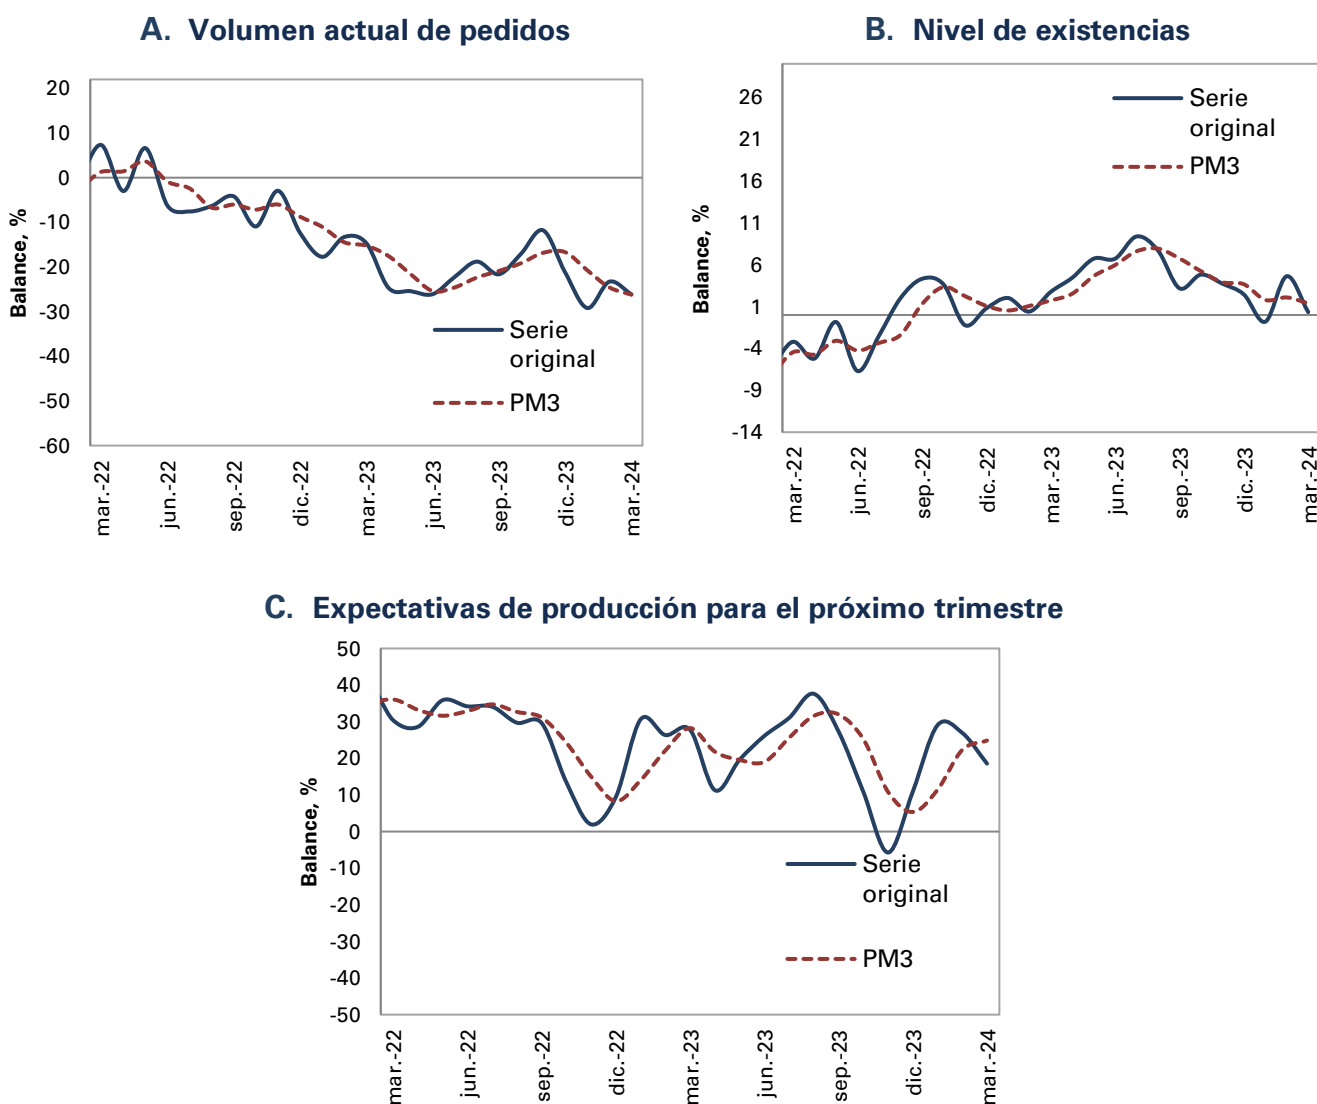 A. Volumen actual de pedidos
20
10
0
-10
-20
-30
-40
-50
-60
Balance, %
Serie
original
PM3
mar.-22
jun.-22
sep.-22
dic.-22
mar.-23
jun.-23
sep.-23
dic.-23
mar.-24
B. Nivel de existencias
26
21
16
11
6
1
-4
-9
-14
Balance, %
Serie
original
PM3
mar.-22
jun.-22
sep.-22
dic.-22
mar.-23
jun.-23
sep.-23
dic.-23
mar.-24
C. Expectativas de producción para el próximo trimestre
50
40
30
20
10
0
-10
-20
-30
-40
-50
Balance, %
Serie
original
PM3
mar.-22
jun.-22
sep.-22
dic.-22
mar.-23
jun.-23
sep.-23
dic.-23
mar.-24